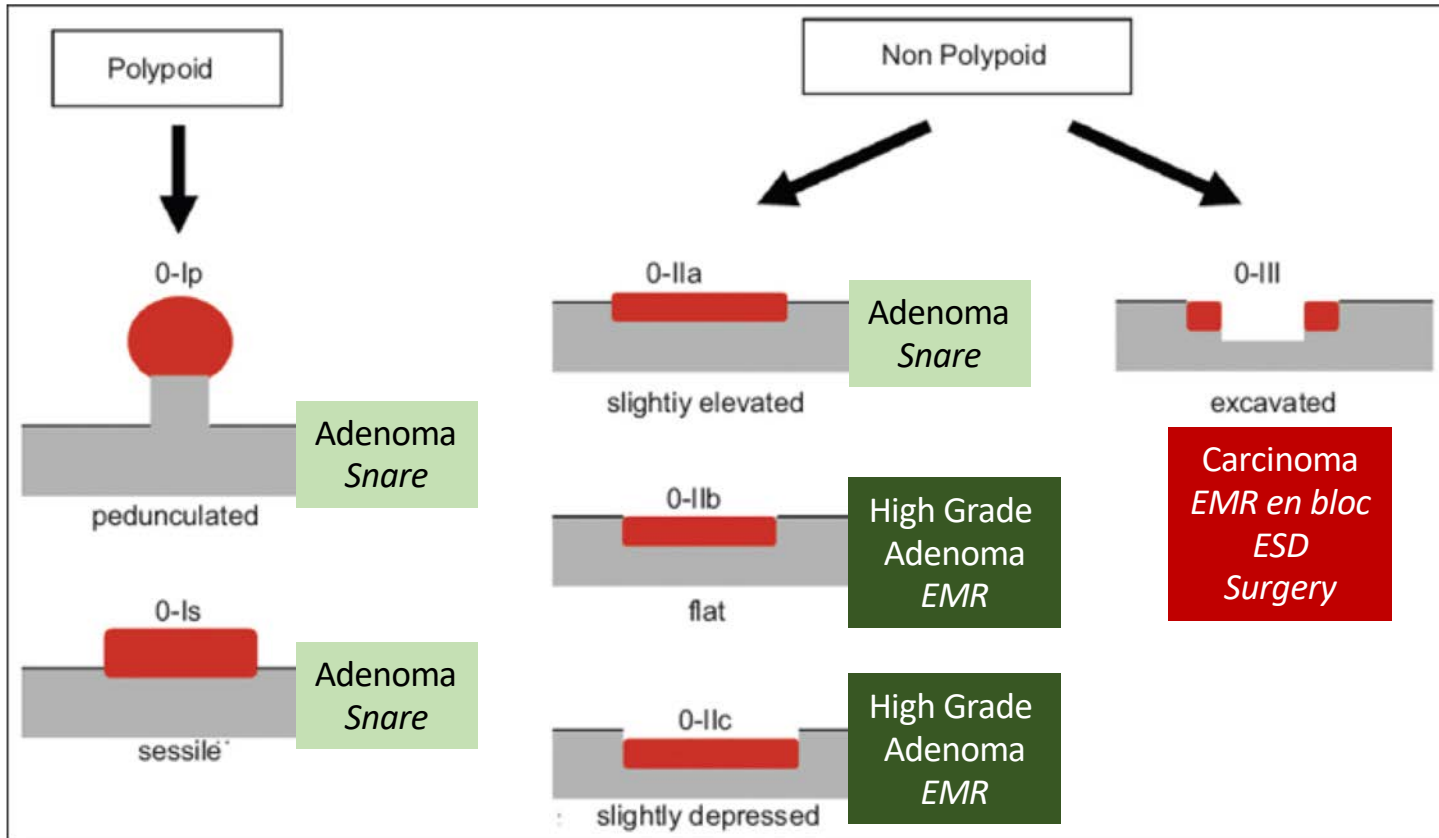 Polypoid
Non Polypoid
0-Ip
Adenoma
Snare
pedunculated
0-Is
Adenoma
Snare
sessile
0-IIa
Adenoma
Snare
slightiy elevated
0-IIb
High Grade
Adenoma
EMR
flat
0-IIc
High Grade
Adenoma
EMR
: slightly depressed
0-III
excavated
Carcinoma
EMR en bloc
ESD
Surgery